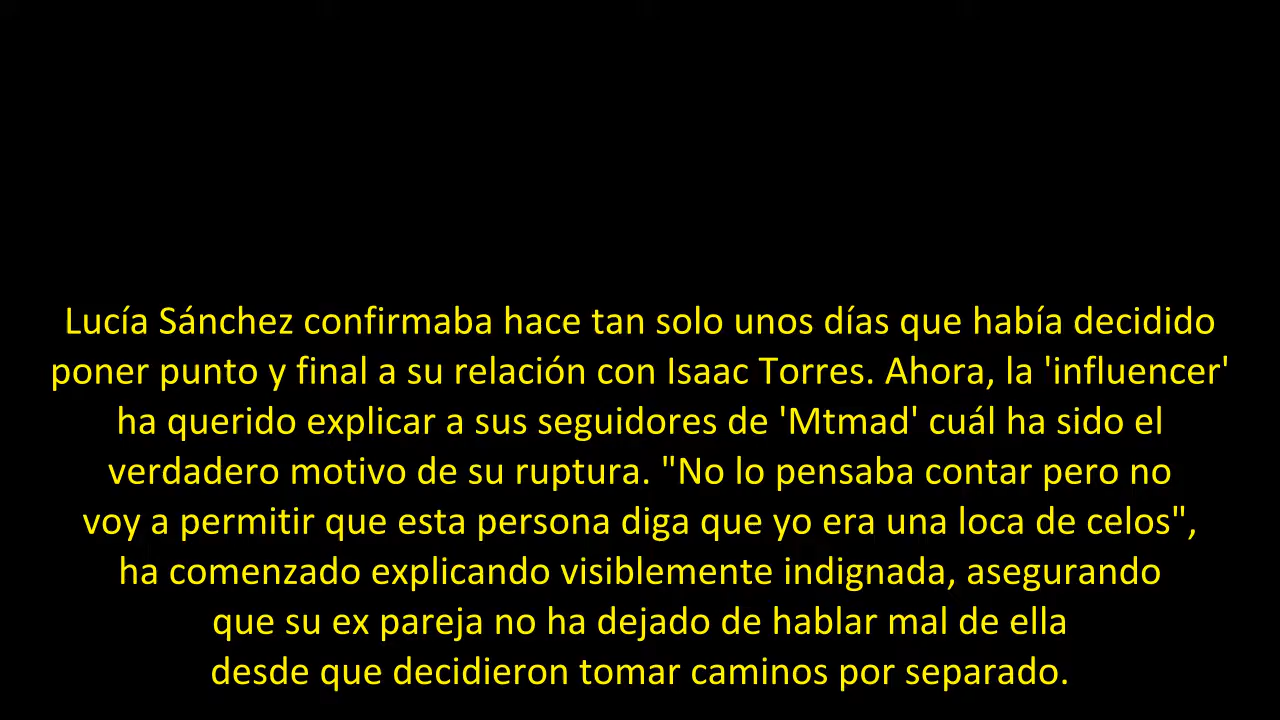 Lucía Sánchez confirmaba hace tan solo unos días que había decidido
poner punto y final a su relación con Isaac Torres. Ahora, la 'influencer'
ha querido explicar a sus seguidores de 'Mtmad' cuál ha sido el
verdadero motivo de su ruptura. "No lo pensaba contar pero no
voy a permitir que esta persona diga que yo era una loca de celos",
ha comenzado explicando visiblemente indignada, asegurando
que su ex pareja no ha dejado de hablar mal de ella
desde que decidieron tomar caminos por separado.